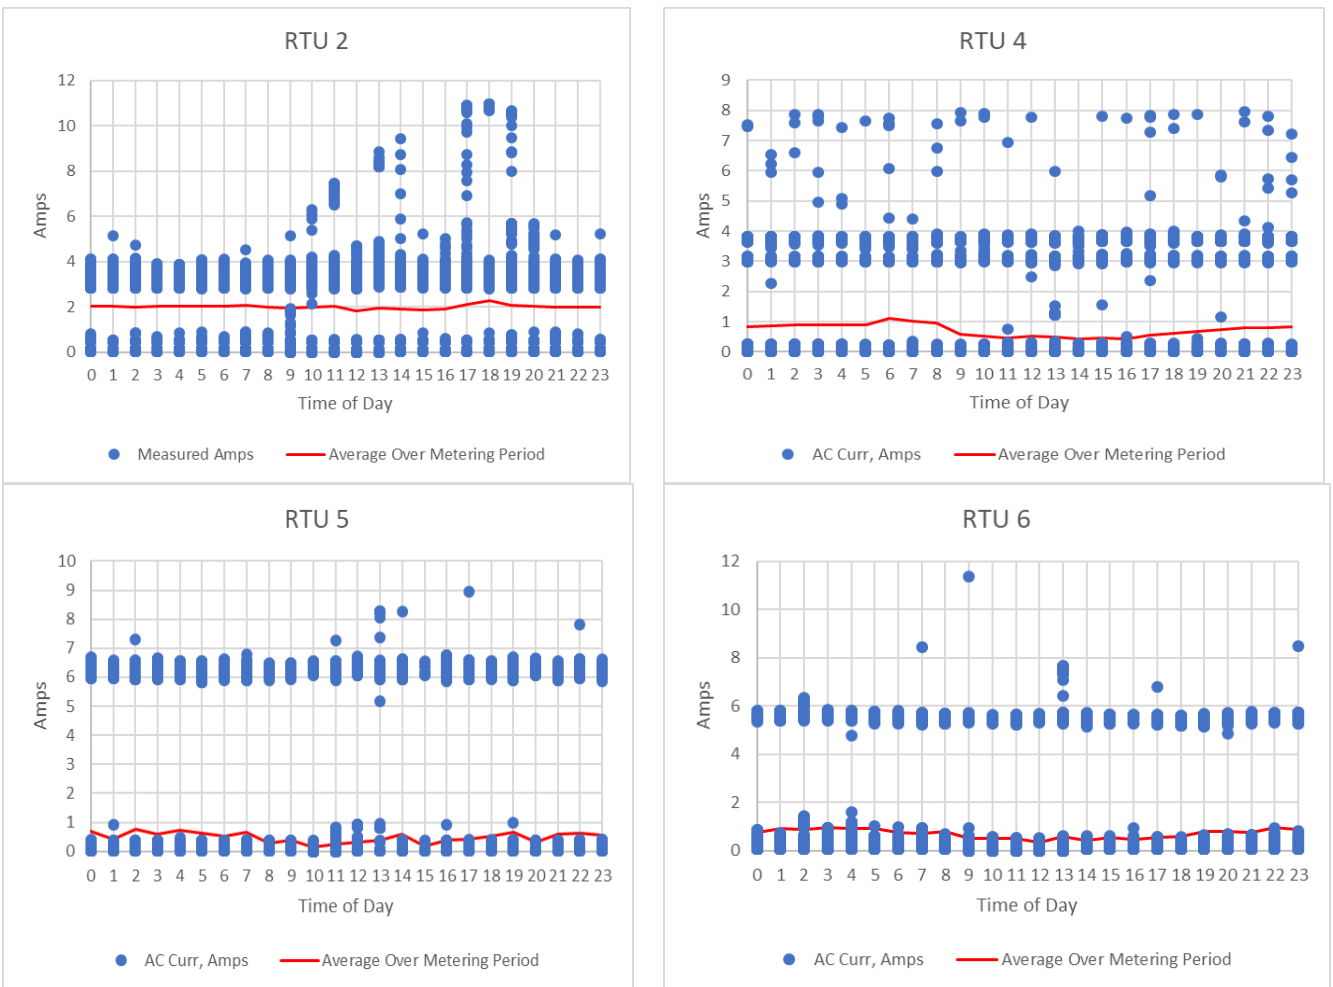 RTU 2
12
10
8
6
4
2
0
Amps
0 1 2 3 4 5 6 7 8 9 10 11 12 13 14 15 16 17 18 19 20 21 22 23
Time of Day
Measured Amps Average Over Metering Period
RTU 4
9
8
7
6
5
4
3
2
1
0
Amps
0 1 2 3 4 5 6 7 8 9 10 11 12 13 14 15 16 17 18 19 20 21 22 23
Time of Day
AC Curr, Amps Average Over Metering Period
RTU 5
10
9
8
7
6
5
4
3
2
1
0
Amps
0 1 2 3 4 5 6 7 8 9 10 11 12 13 14 15 16 17 18 19 20 21 22 23
Time of Day
AC Curr, Amps Average Over Metering Period
RTU 6
12
10
8
6
4
2
0
Amps
0 1 2 3 4 5 6 7 8 9 10 11 12 13 14 15 16 17 18 19 20 21 22 23
Time of Day
AC Curr, Amps Average Over Metering Period